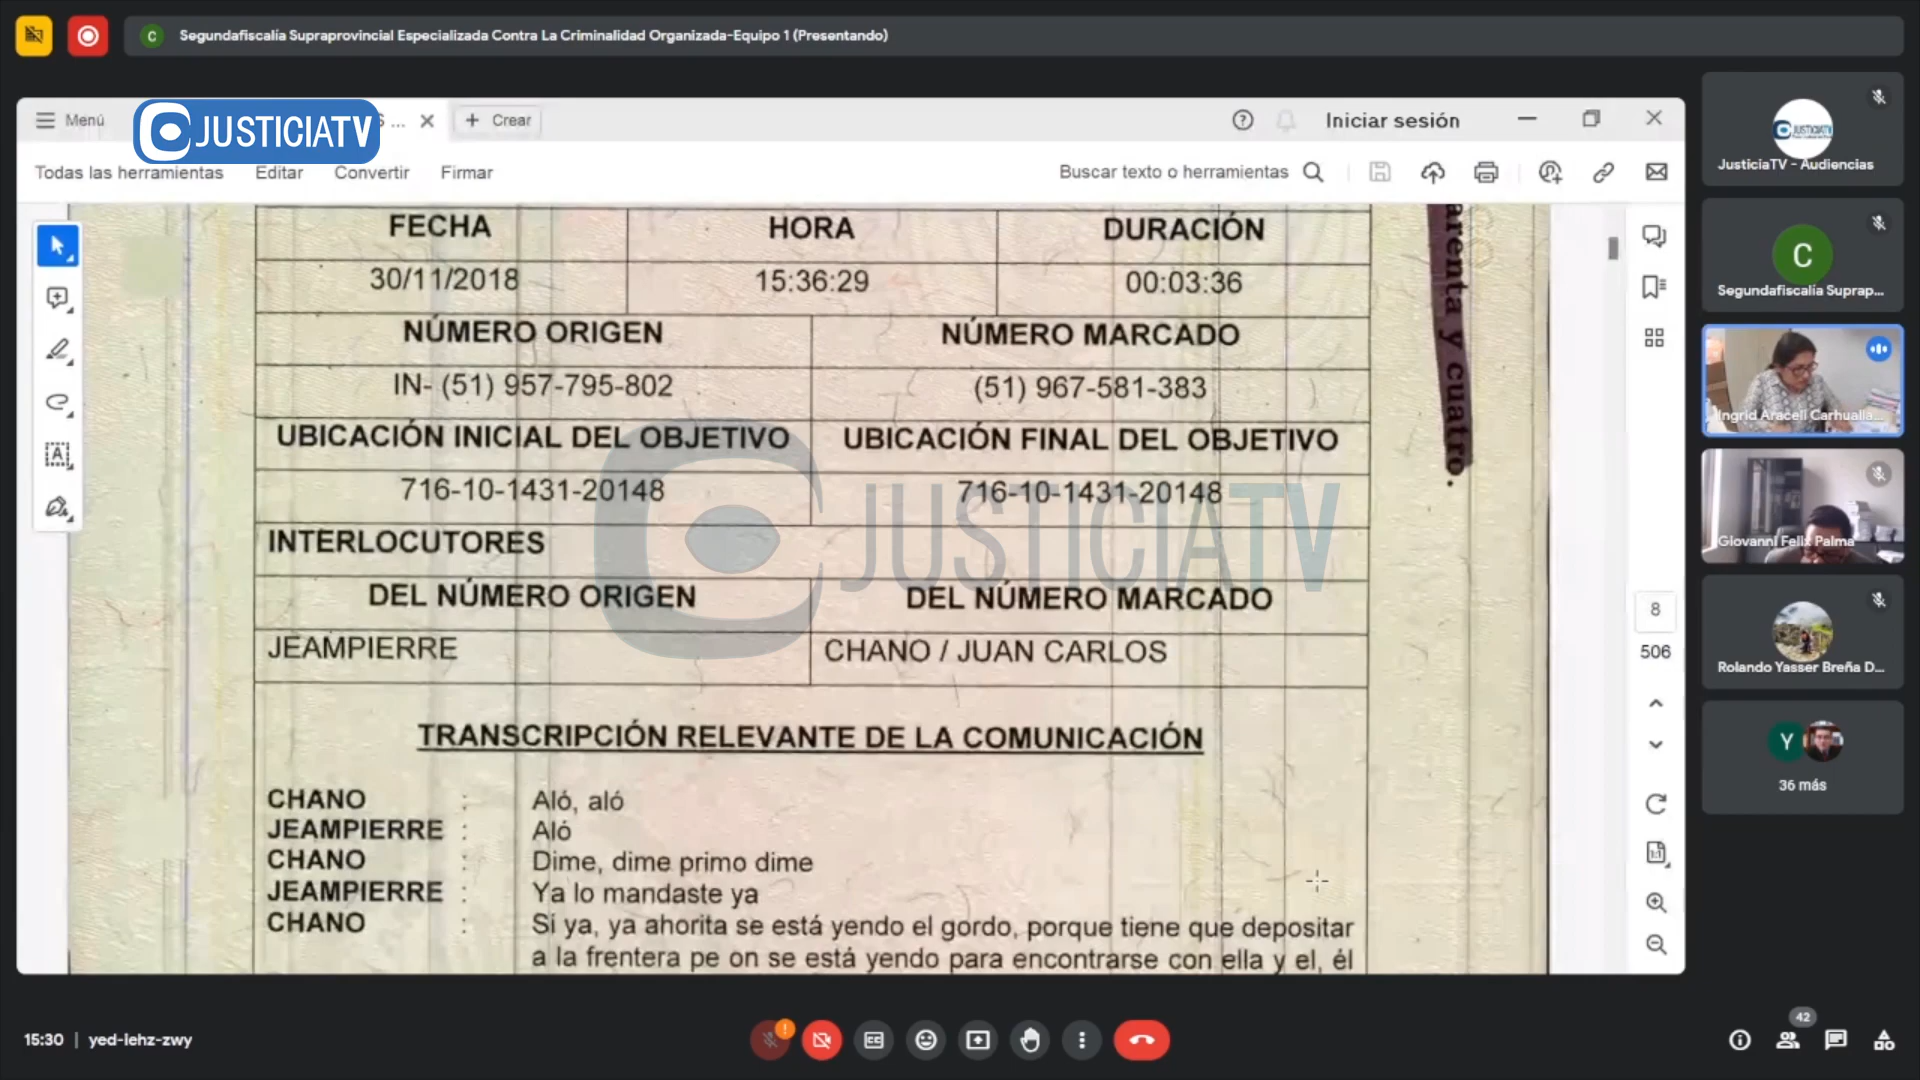 C Segundafiscalía Supraprovincial Especializada Contra La Criminalidad Organizada-Equipo 1 (Presentando)
Menú
JUSTICIATV
S ...
Crear
Iniciar sesión
Todas las herramientas Editar Convertir Firmar
Buscar texto o herramientas
FECHA HORA DURACIÓN
30/11/2018 15:36:29 00:03:36
NÚMERO ORIGEN NÚMERO MARCADO
IN- (51) 957-795-802 (51) 967-581-383
UBICACIÓN INICIAL DEL OBJETIVO UBICACIÓN FINAL DEL OBJETIVO
716-10-1431-20148 716-10-1431-20148
INTERLOCUTORES
DEL NÚMERO ORIGEN DEL NÚMERO MARCADO
JEAMPIERRE CHANO / JUAN CARLOS
JUSTICIATV
TRANSCRIPCIÓN RELEVANTE DE LA COMUNICACIÓN
CHANO : Aló, aló
JEAMPIERRE : Aló
CHANO : Dime, dime primo dime
JEAMPIERRE : Ya lo mandaste ya
CHANO : Si ya, ya ahorita se está yendo el gordo, porque tiene que depositar
a la frentera pe on se está yendo para encontrarse con ella y el, él
arenta y cuatro.
8
506
JUSTICIATV
JusticiaTV - Audiencias
C
Segundafiscalía Suprap...
Ingrid Araceli Carhualla...
Giovanni Felix Palma
Rolando Yasser Breña D...
Y
36 más
15:30 | yed-iehz-zwy
42